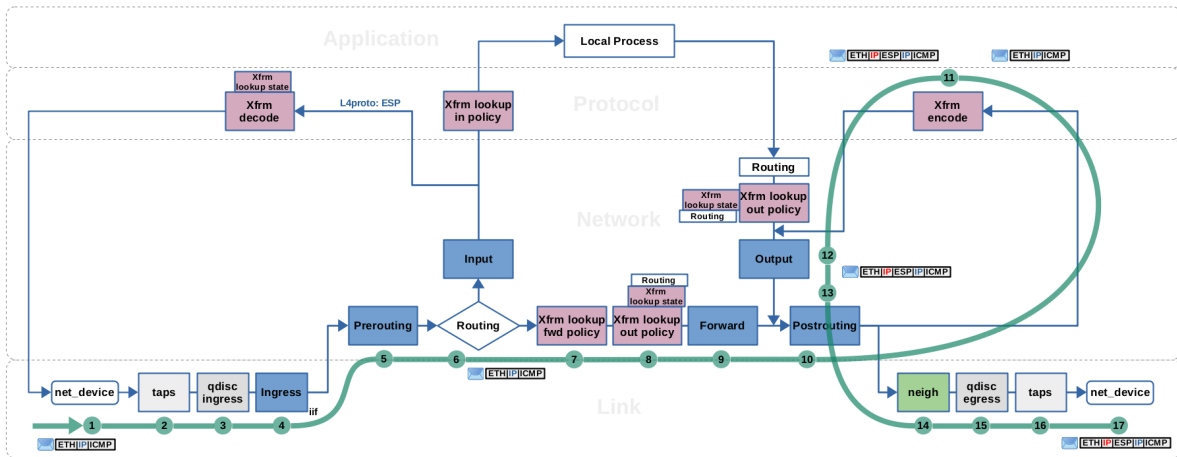 Application
Local Process
ETH|IP|ESP|IP|ICMP
ETH|IP|ICMP
11
Xfrm
lookup state
Xfrm
decode
L4proto: ESP
Xfrm lookup
in policy
Protocol
Xfrm
encode
Routing
Xfrm
lookup state
Routing
Xfrm lookup
out policy
Network
Input
Output
12
ETH|IP|ESP|IP|ICMP
13
Routing
Xfrm
lookup state
Prerouting
Routing
Xfrm lookup
fwd policy
Xfrm lookup
out policy
Forward
Postrouting
5
6
7
8
9
10
ETH|IP|ICMP
net_device
taps
qdisc
ingress
Ingress
iif
Link
neigh
qdisc
egress
taps
net_device
1
2
3
4
14
15
16
17
ETH|IP|ICMP
ETH|IP|ESP|IP|ICMP